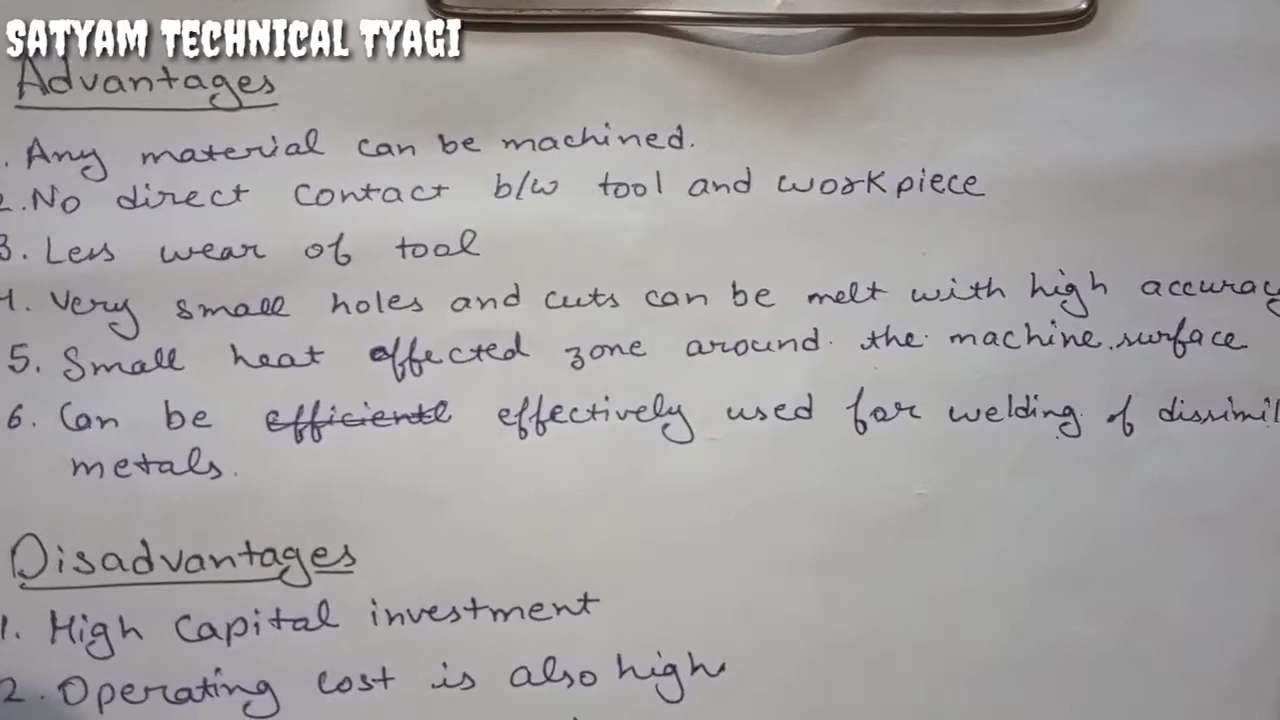 SATYAM TECHNICAL TYAGI
Advantages
. Any material can be machined.
2. No direct contact b/w tool and workpiece
3. Less wear of tool
4. Very small holes and cuts can be melt with high accuracy
5. Small heat affected zone around the machine surface
6. Can be efficientl effectively used for welding of dissimil
metals.
Disadvantages
1. High Capital investment
2. Operating cost is also high